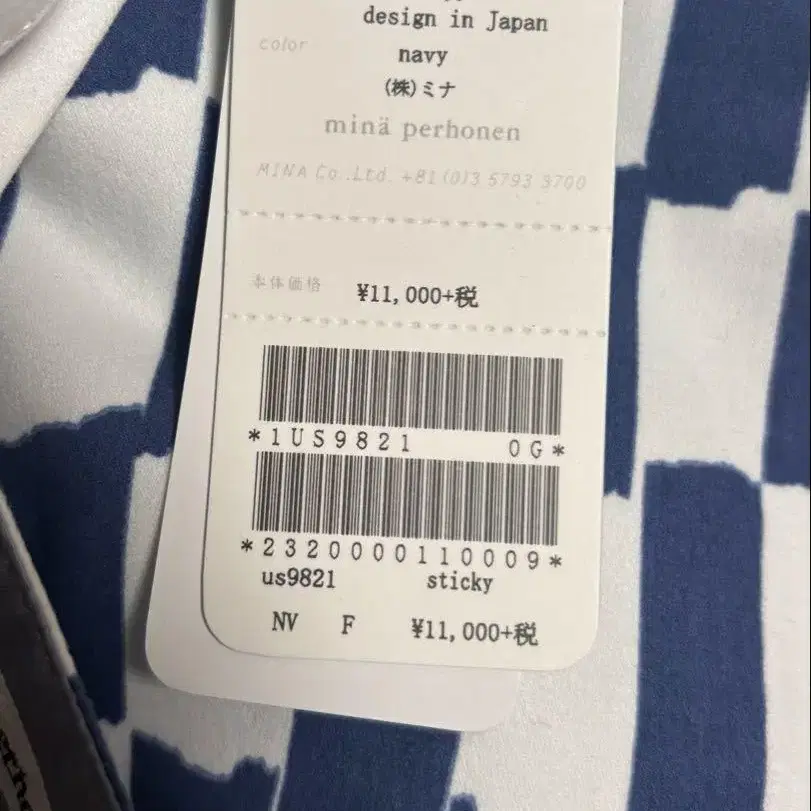 design in Japan
color
navy
(株)ミナ
minä perhonen
MINA Co.,Ltd. +81(0)3 5793 3700
本体価格 ¥11,000+税
*1US9821 0G*
*2320000110009*
us9821 sticky
NV F ¥11,000+税